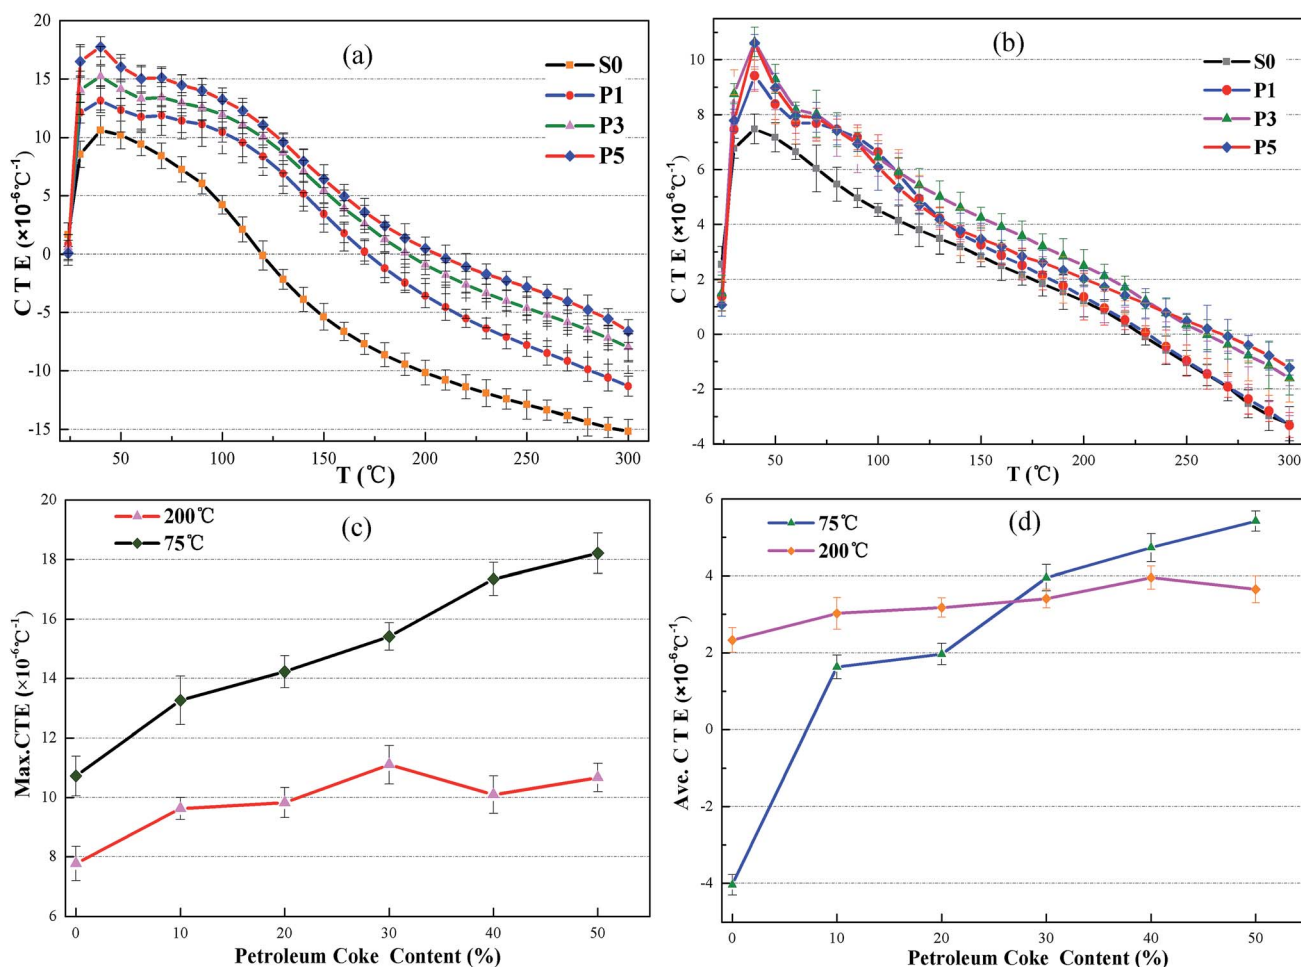 (a)
S0
P1
P3
P5
20
15
10
5
0
-5
-10
-15
C T E (×10⁻⁶℃⁻¹)
50
100
150
200
250
300
T (℃)
(b)
S0
P1
P3
P5
12
10
8
6
4
2
0
-2
-4
C T E (×10⁻⁶℃⁻¹)
50
100
150
200
250
300
T (℃)
(c)
200℃
75℃
20
18
16
14
12
10
8
6
Max.CTE (×10⁻⁶℃⁻¹)
0
10
20
30
40
50
Petroleum Coke Content (%)
(d)
75℃
200℃
6
4
2
0
-2
-4
Ave. C T E (×10⁻⁶℃⁻¹)
0
10
20
30
40
50
Petroleum Coke Content (%)